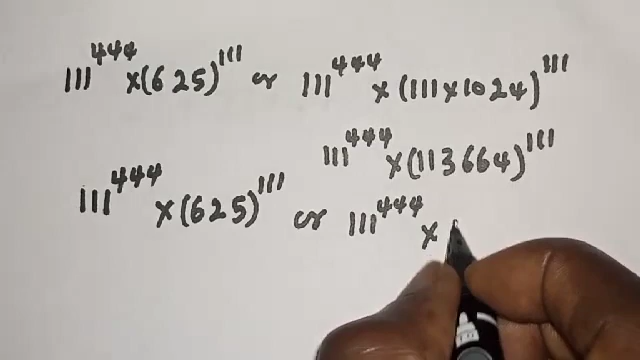 111^444 ×(625)^111 or 111^444 × (111×1024)^111
111^444 ×(113664)^111
111^444 ×(625)^111 or 111^444 ×